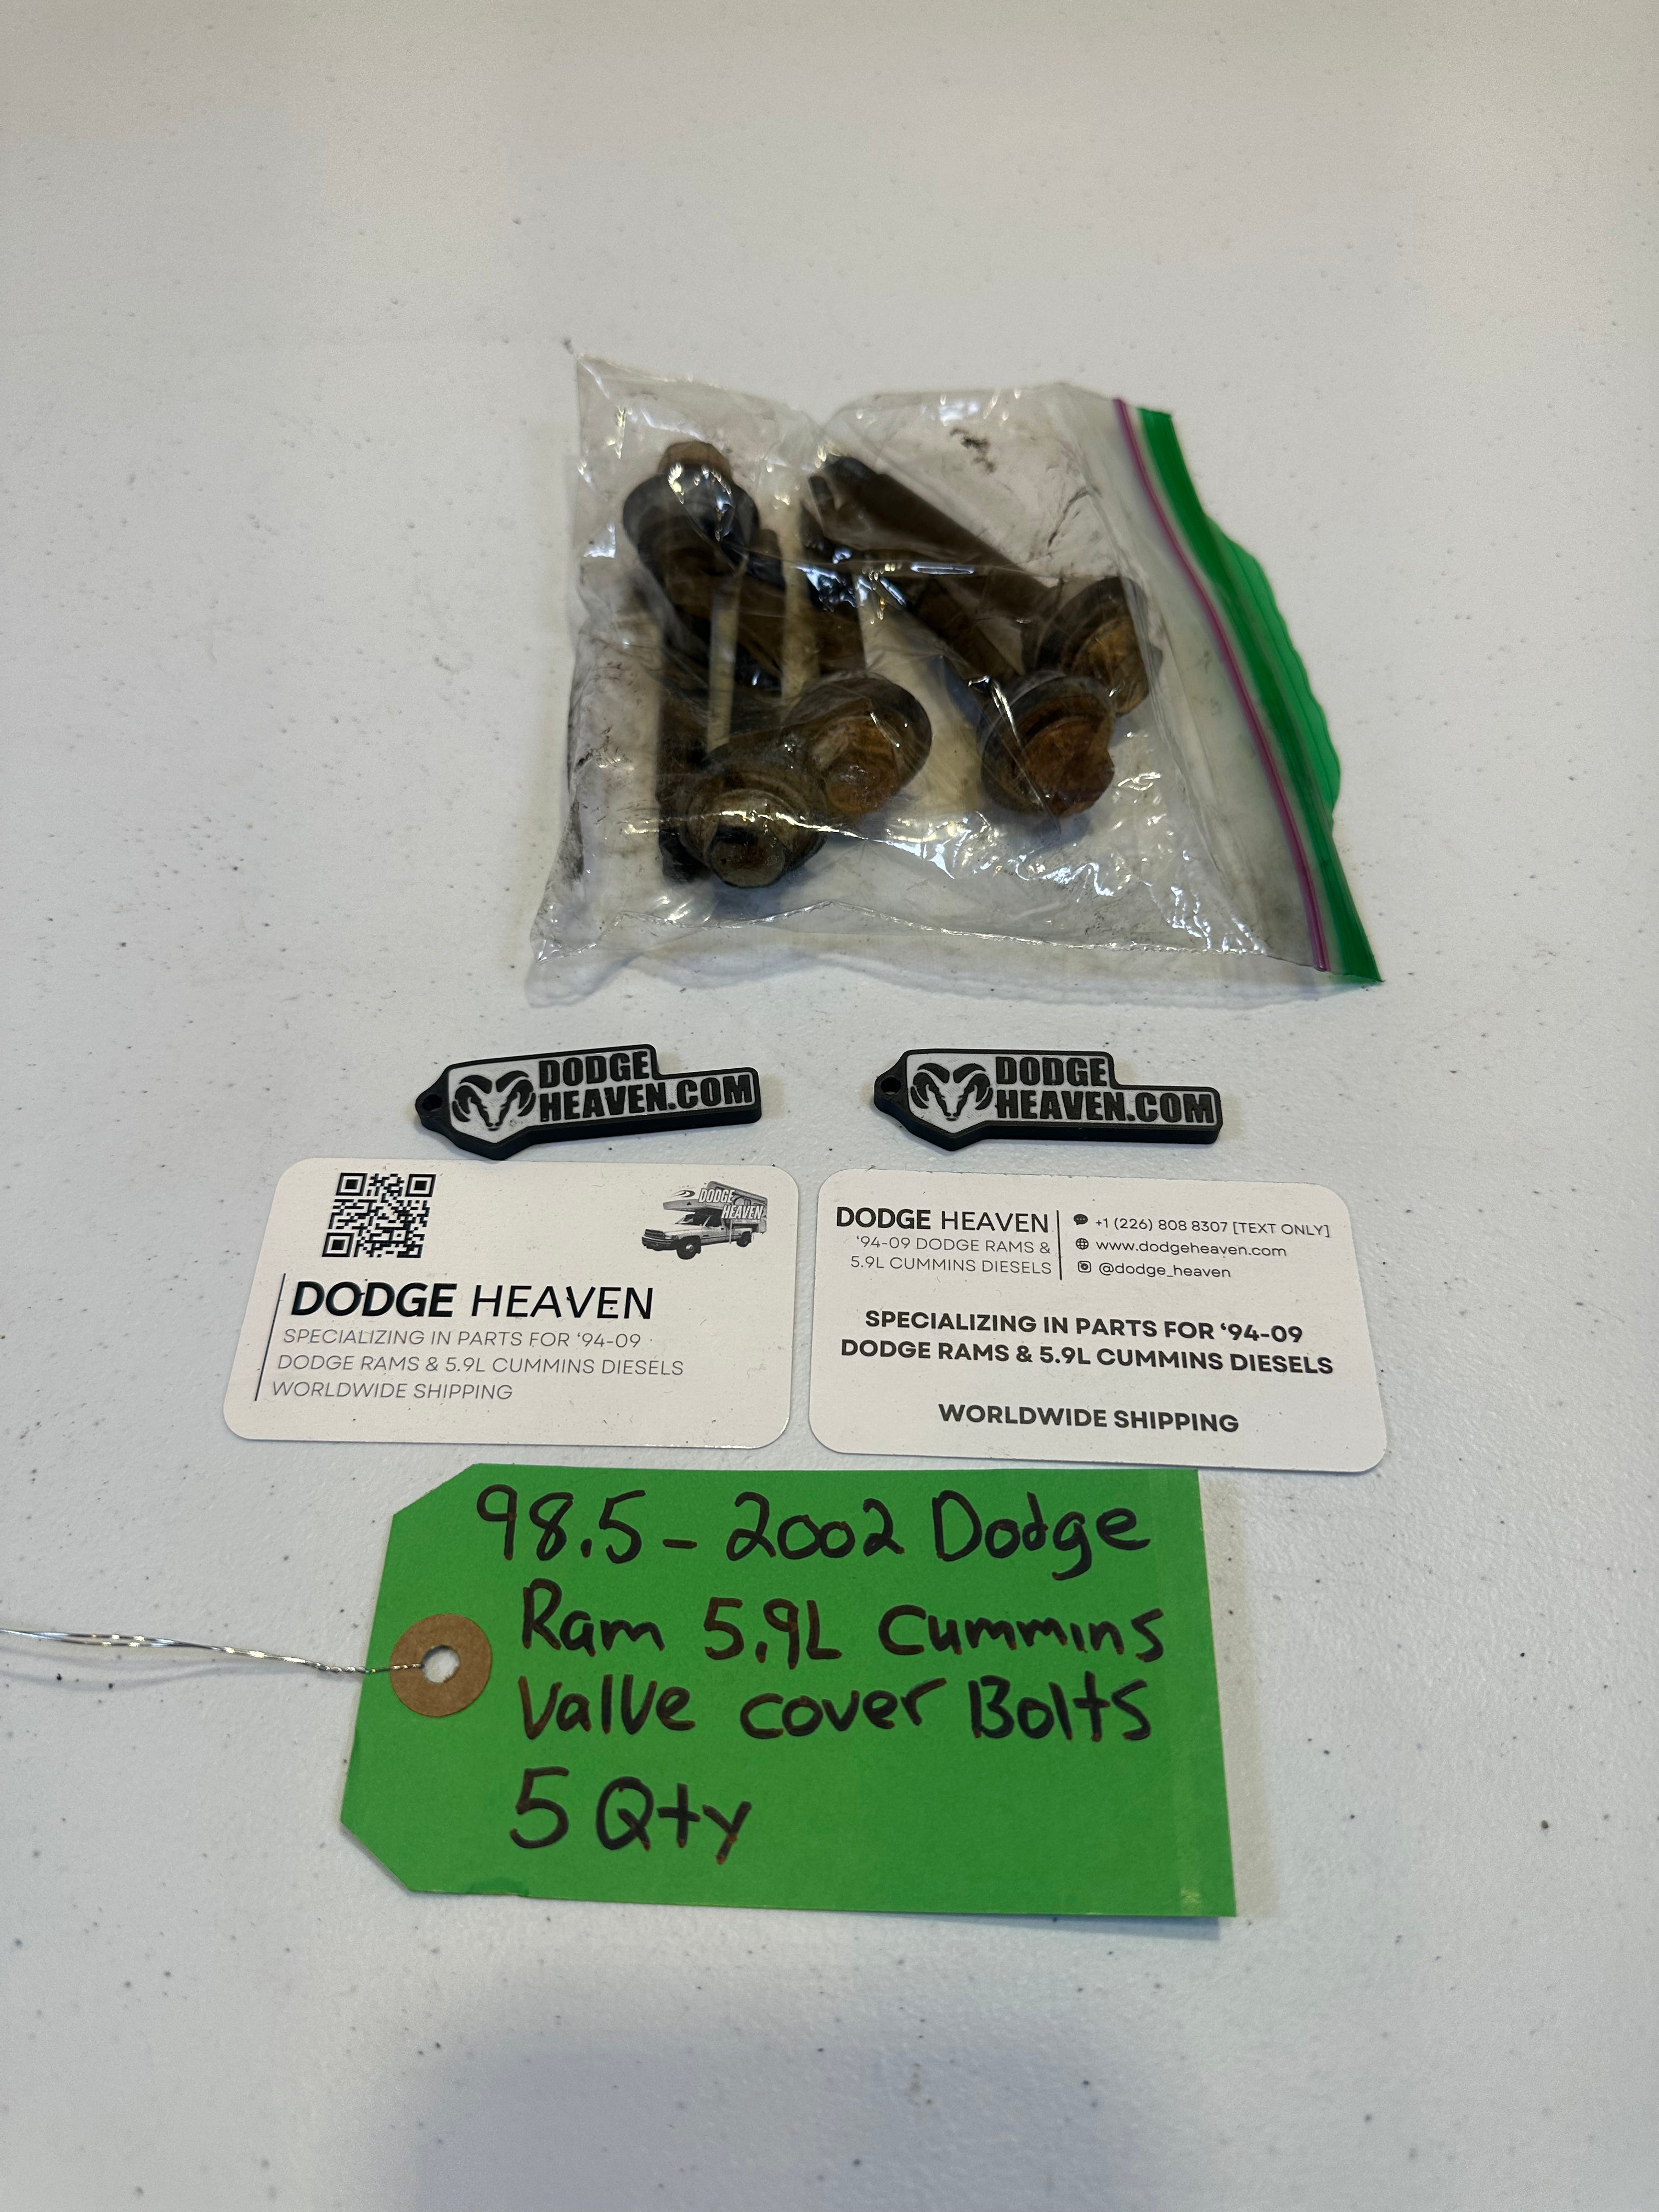 DODGE
HEAVEN.COM
DODGE
HEAVEN.COM
DODGE
HEAVEN
DODGE HEAVEN
SPECIALIZING IN PARTS FOR ‘94-09
DODGE RAMS & 5.9L CUMMINS DIESELS
WORLDWIDE SHIPPING
DODGE HEAVEN
‘94-09 DODGE RAMS &
5.9L CUMMINS DIESELS
+1 (226) 808 8307 [TEXT ONLY]
www.dodgeheaven.com
@dodge_heaven
SPECIALIZING IN PARTS FOR ‘94-09
DODGE RAMS & 5.9L CUMMINS DIESELS
WORLDWIDE SHIPPING
98.5 - 2002 Dodge
Ram 5.9L Cummins
Valve cover Bolts
5 Qty